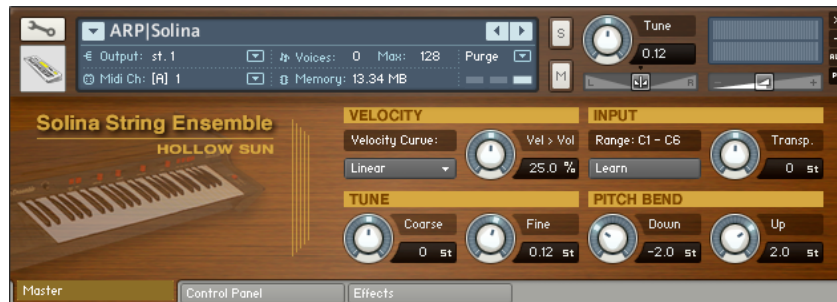 ARP|Solina
S
Tune
0.12
Output: st.1
Voices: 0 Max: 128
Purge
Midi Ch: [A] 1
Memory: 13.34 MB
M
L
R
- +
Solina String Ensemble
HOLLOW SUN
VELOCITY
Velocity Curve:
Vel > Vol
Linear
25.0 %
INPUT
Range: C1 - C6
Transp.
Learn
0 st
TUNE
Coarse
Fine
0 st
0.12 st
PITCH BEND
Down
Up
-2.0 st
2.0 st
Master
Control Panel
Effects